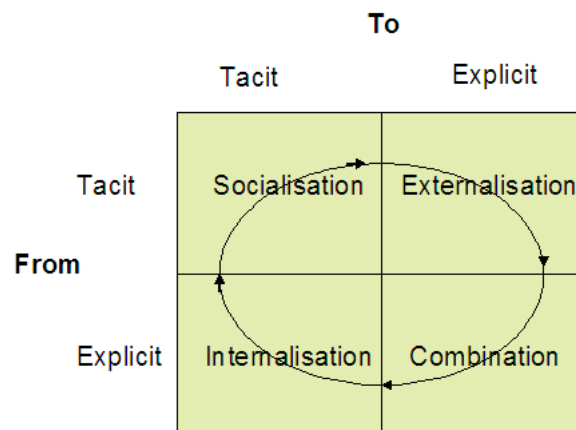 To
Tacit Explicit
Tacit Socialisation Externalisation
From
Explicit Internalisation Combination